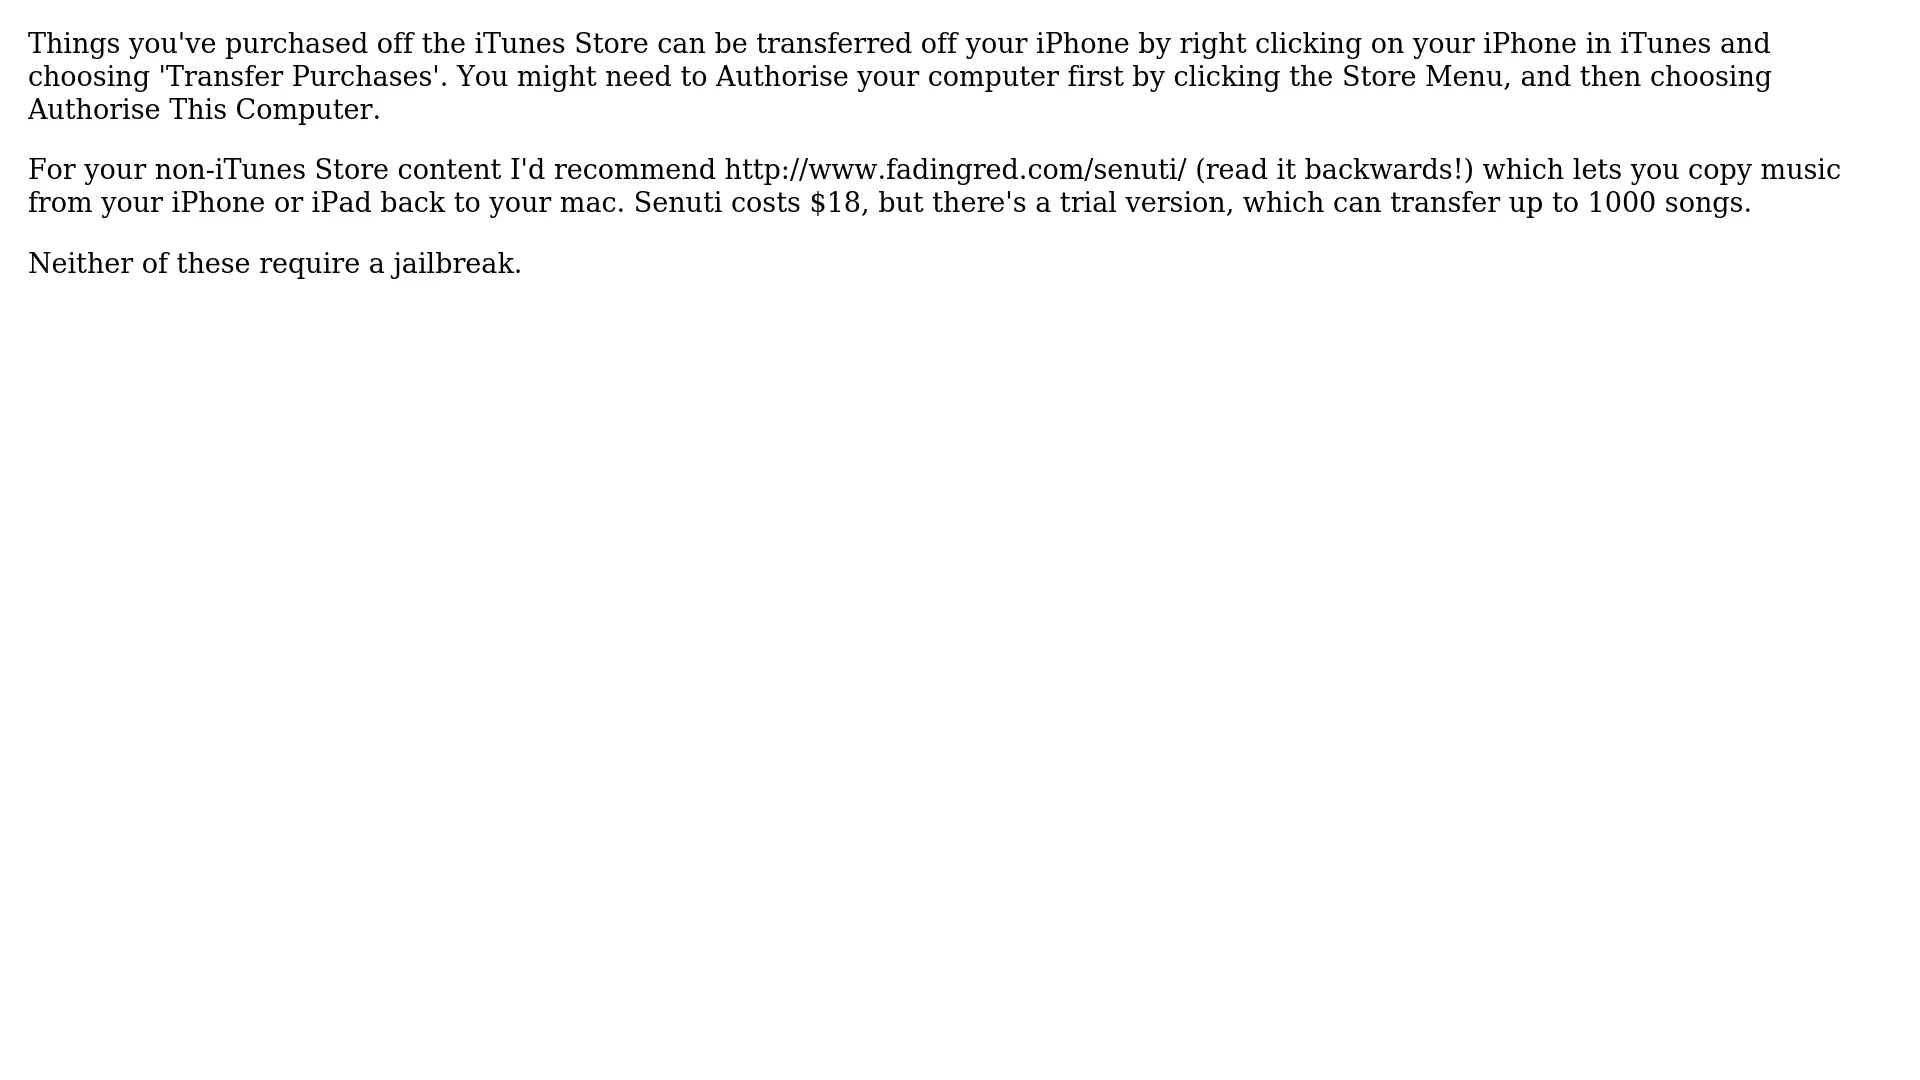 Things you've purchased off the iTunes Store can be transferred off your iPhone by right clicking on your iPhone in iTunes and
choosing 'Transfer Purchases'. You might need to Authorise your computer first by clicking the Store Menu, and then choosing
Authorise This Computer.
For your non-iTunes Store content I'd recommend http://www.fadingred.com/senuti/ (read it backwards!) which lets you copy music
from your iPhone or iPad back to your mac. Senuti costs $18, but there's a trial version, which can transfer up to 1000 songs.
Neither of these require a jailbreak.